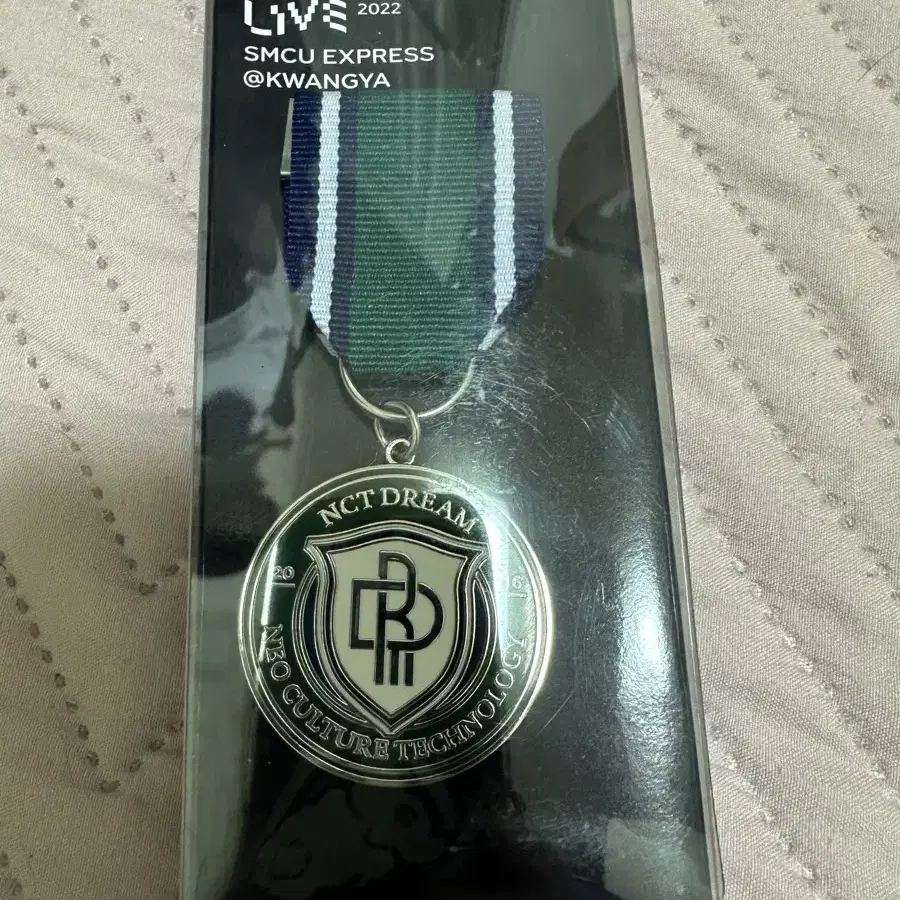 LIVE 2022
SMCU EXPRESS
@KWANGYA
NCT DREAM
20 16
NEO CULTURE TECHNOLOGY